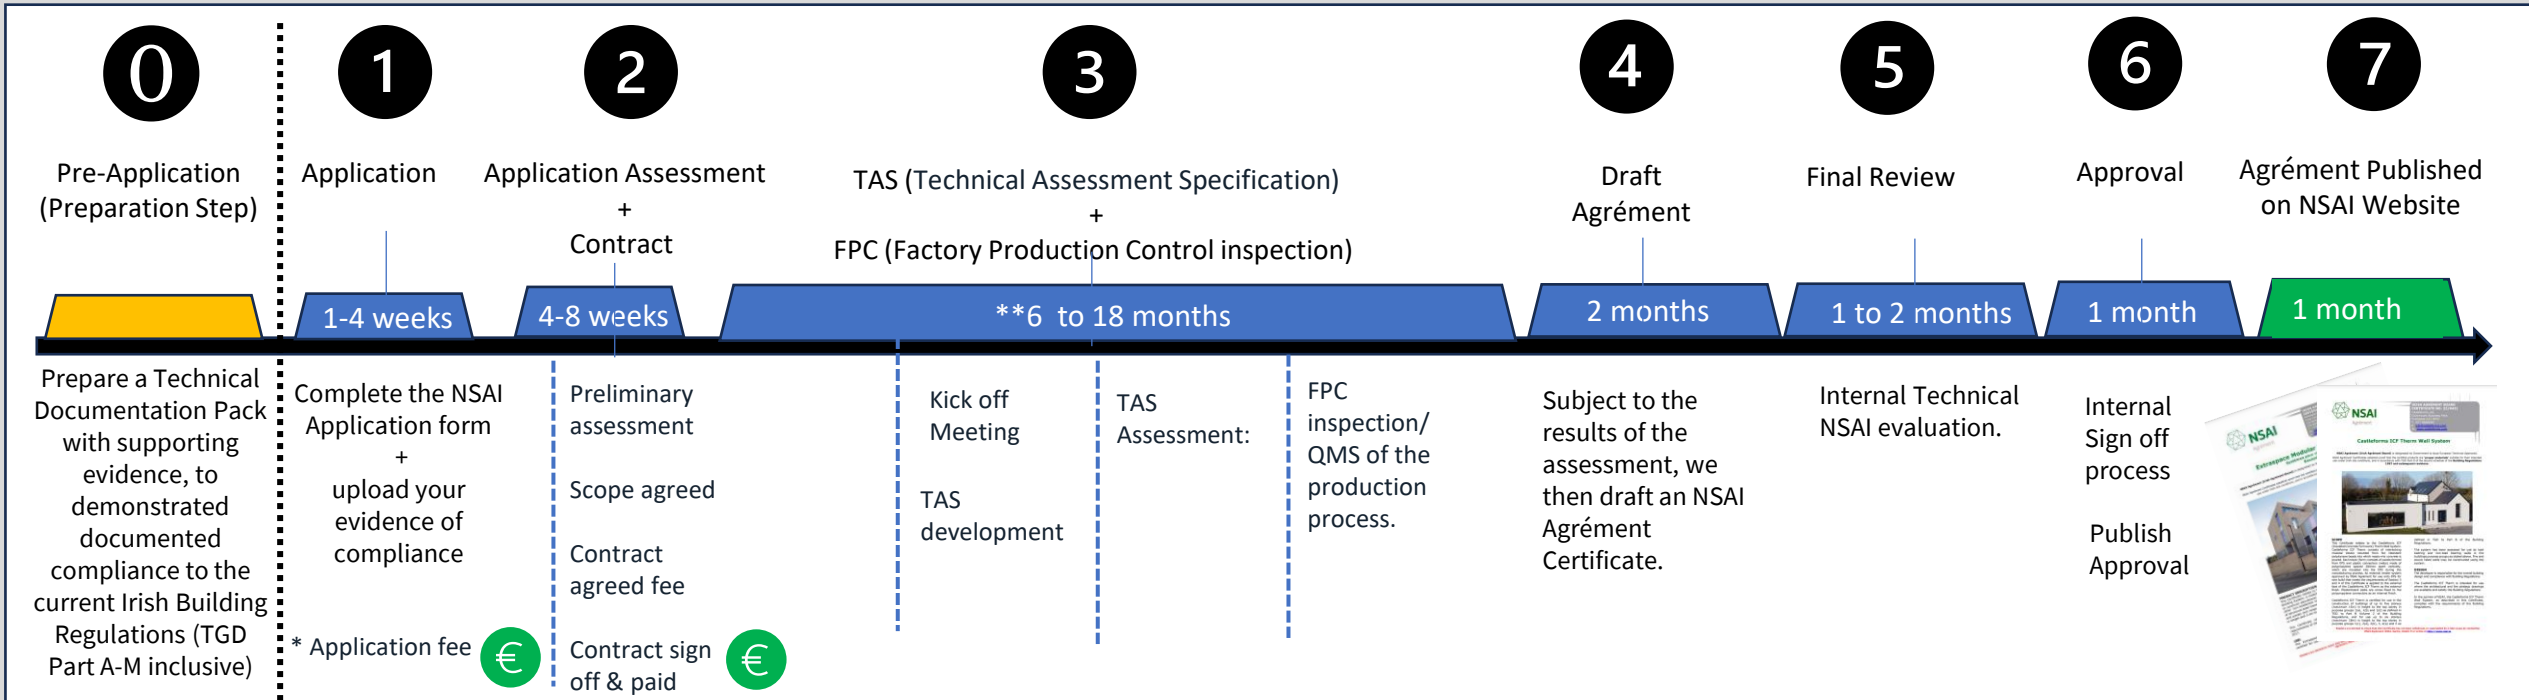 0
Pre-Application
(Preparation Step)
Prepare a Technical
Documentation Pack
with supporting
evidence, to
demonstrated
documented
compliance to the
current Irish Building
Regulations (TGD
Part A-M inclusive)
1
Application
1-4 weeks
Complete the NSAI
Application form
+
upload your
evidence of
compliance
* Application fee
€
2
Application Assessment
+
Contract
4-8 weeks
Preliminary
assessment
Scope agreed
Contract
agreed fee
Contract sign
off & paid
€
3
TAS (Technical Assessment Specification)
+
FPC (Factory Production Control inspection)
**6 to 18 months
Kick off
Meeting
TAS
development
TAS
Assessment:
FPC
inspection/
QMS of the
production
process.
4
Draft
Agrément
2 months
Subject to the
results of the
assessment, we
then draft an NSAI
Agrément
Certificate.
5
Final Review
1 to 2 months
Internal Technical
NSAI evaluation.
6
Approval
1 month
Internal
Sign off
process
Publish
Approval
7
Agrément Published
on NSAI Website
1 month
NSAI
Extraspace Modular
NSAI
Castleforms ICF Therm Wall System